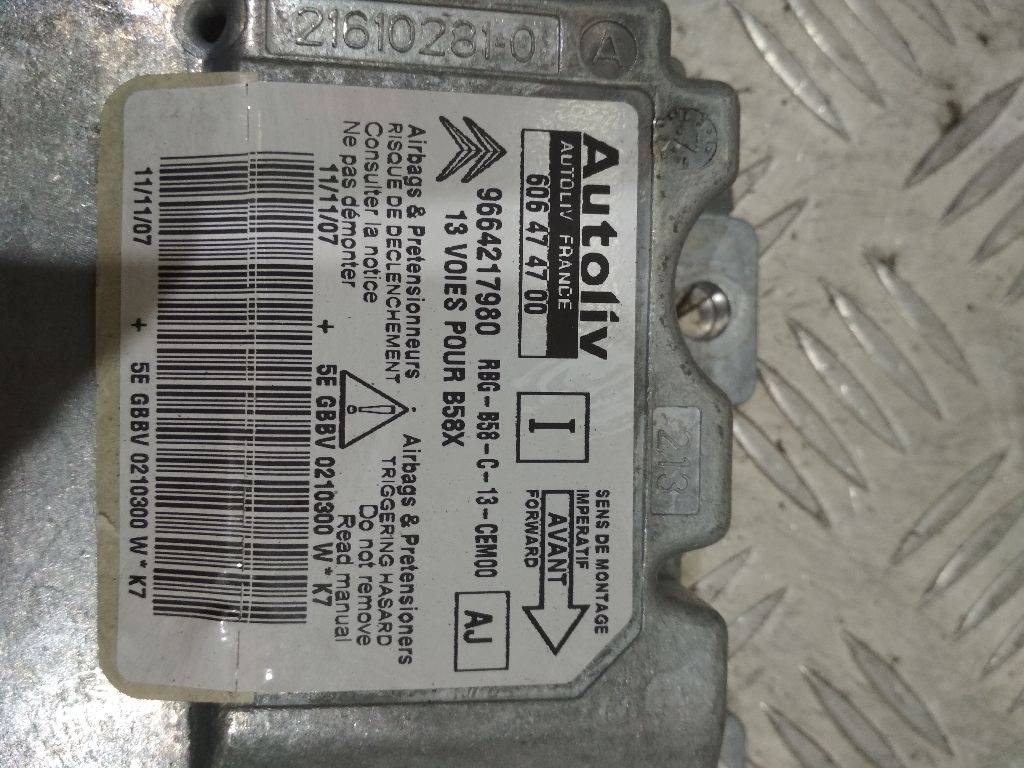 21610281-0
A
Autoliv
AUTOLIV FRANCE
606 47 47 00
I
SENS DE MONTAGE
IMPERATIF
AVANT
FORWARD
9664217980 RBG-B58-C-13-CEM00
13 VOIES POUR B58X
AJ
Airbags & Pretensionneurs · Airbags & Pretensioners
RISQUE DE DECLENCHEMENT TRIGGERING HASARD
Consulter la notice Do not remove
Ne pas démonter Read manual
11/11/07 + 5E GBBV 0210300 W * K7
11/11/07 + 5E GBBV 0210300 W * K7
213